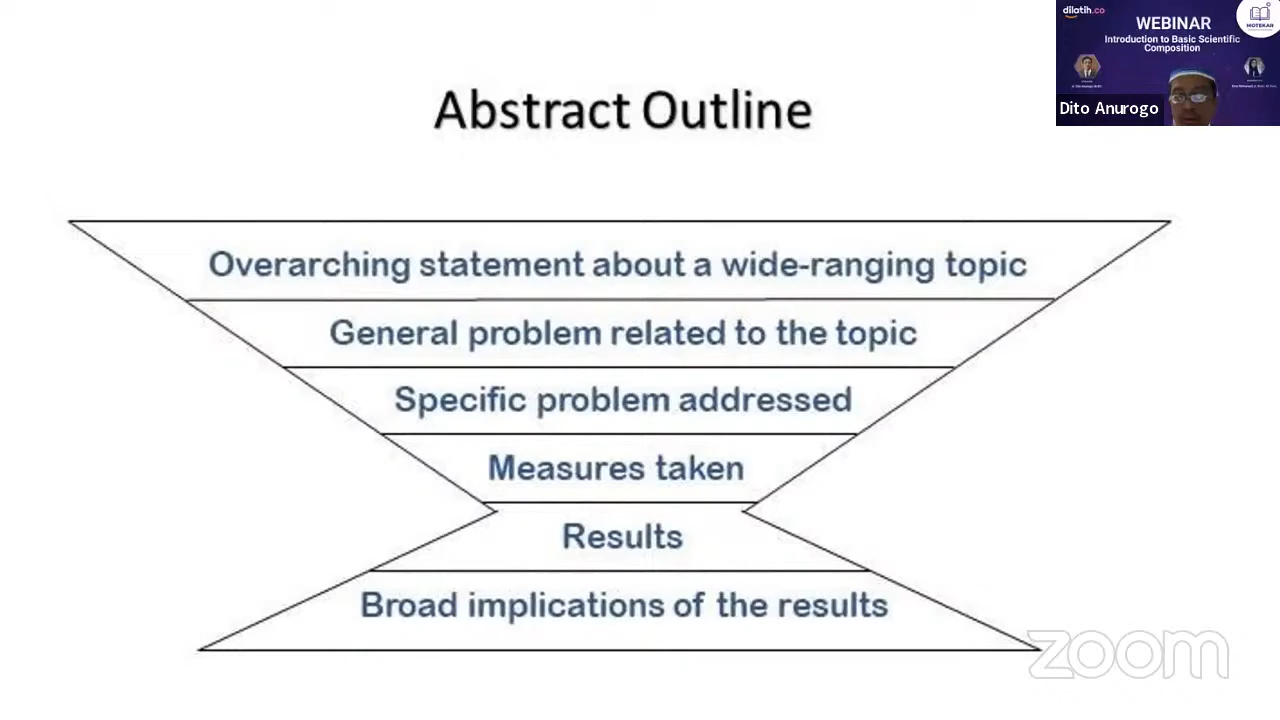 dilatih.co
WEBINAR
Introduction to Basic Scientific
Composition
MOTEKAR
Dito Anurogo
Abstract Outline
Overarching statement about a wide-ranging topic
General problem related to the topic
Specific problem addressed
Measures taken
Results
Broad implications of the results
zoom